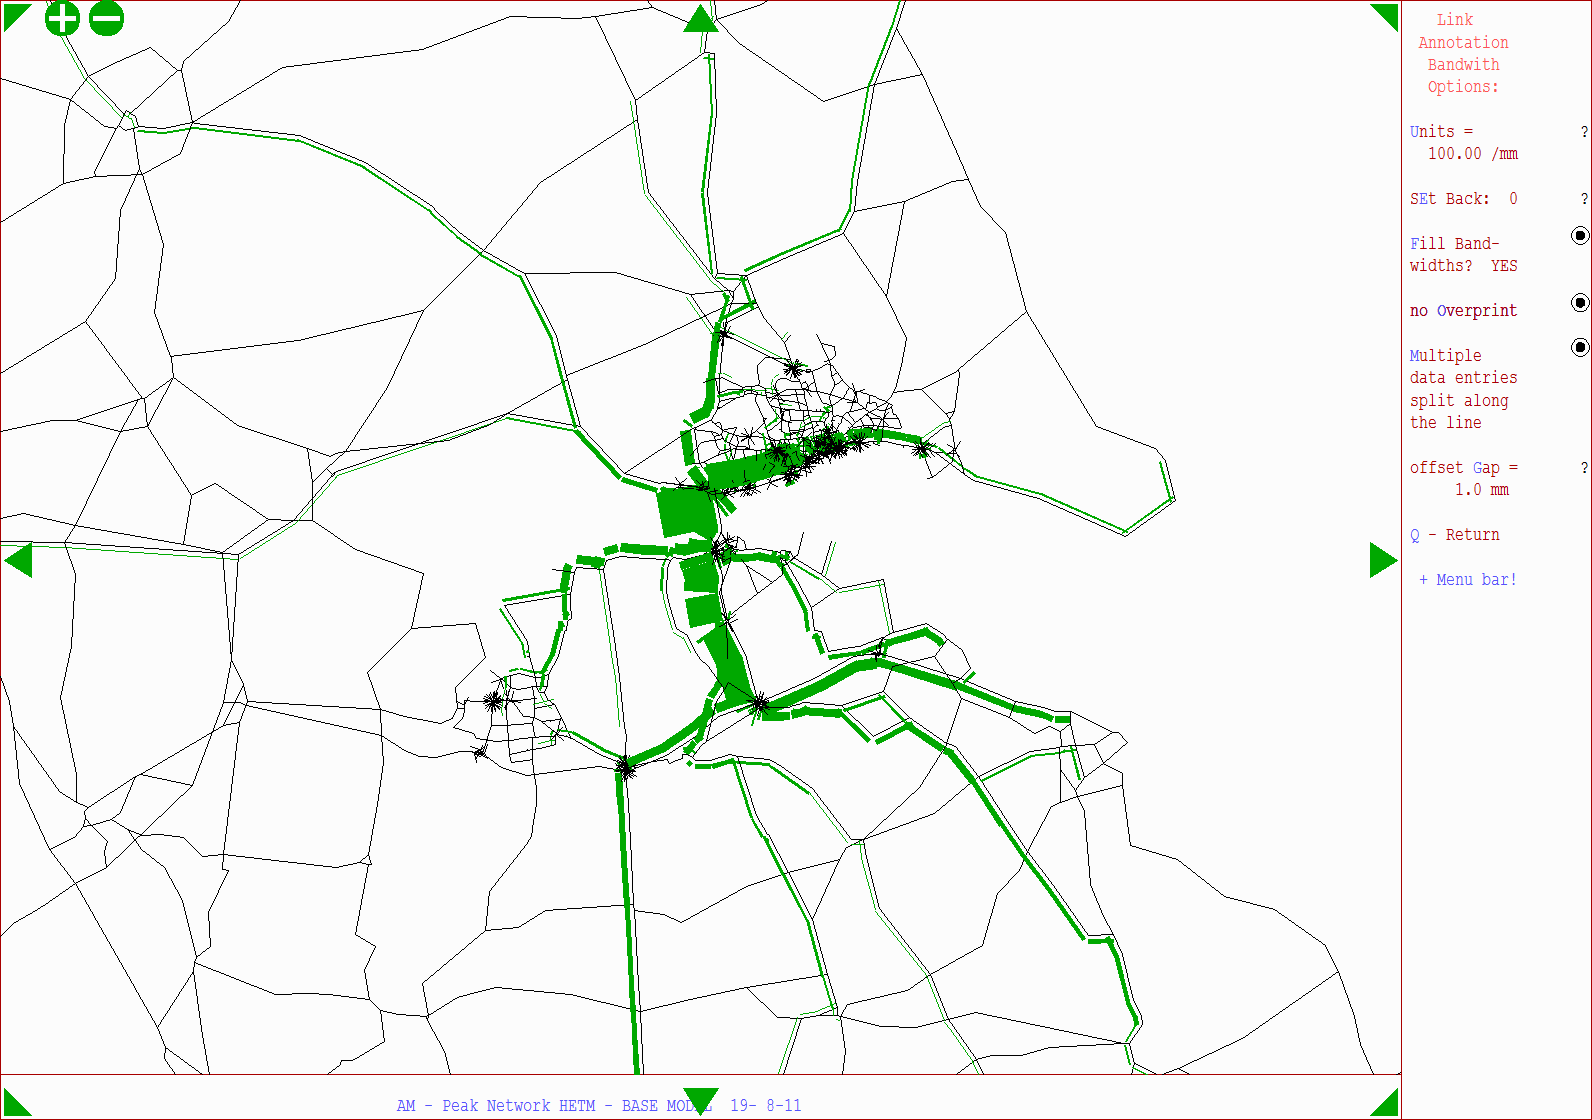 Link
Annotation
Bandwith
Options:
Units = ?
100.00 /mm
SEt Back: 0 ?
Fill Band-
widths? YES
no Overprint
Multiple
data entries
split along
the line
offset Gap = ?
1.0 mm
Q - Return
+ Menu bar!
AM - Peak Network HETM - BASE MODEL 19- 8-11